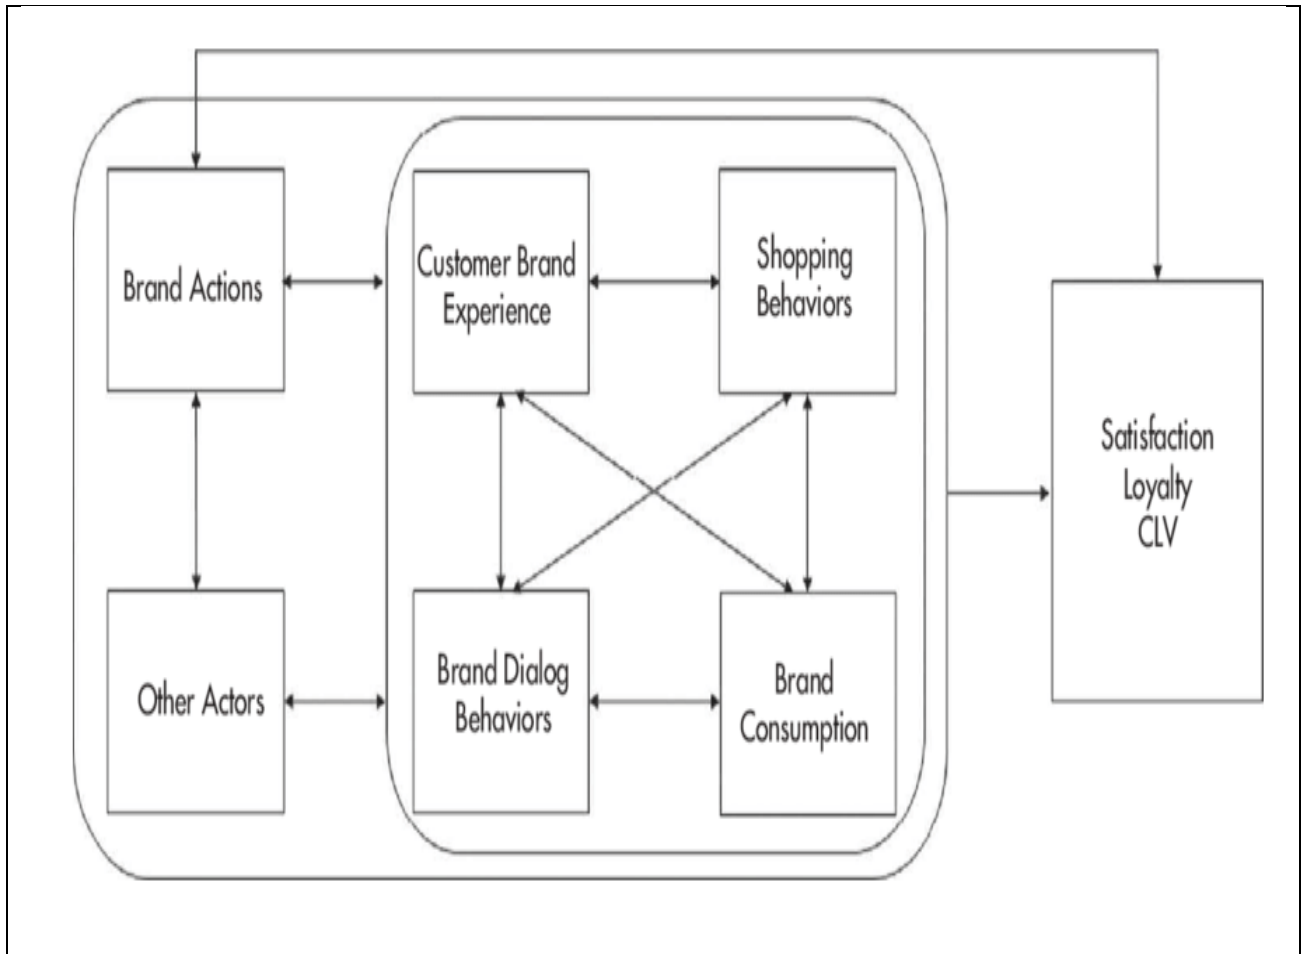 Brand Actions
Customer Brand
Experience
Shopping
Behaviors
Satisfaction
Loyalty
CLV
Other Actors
Brand Dialog
Behaviors
Brand
Consumption